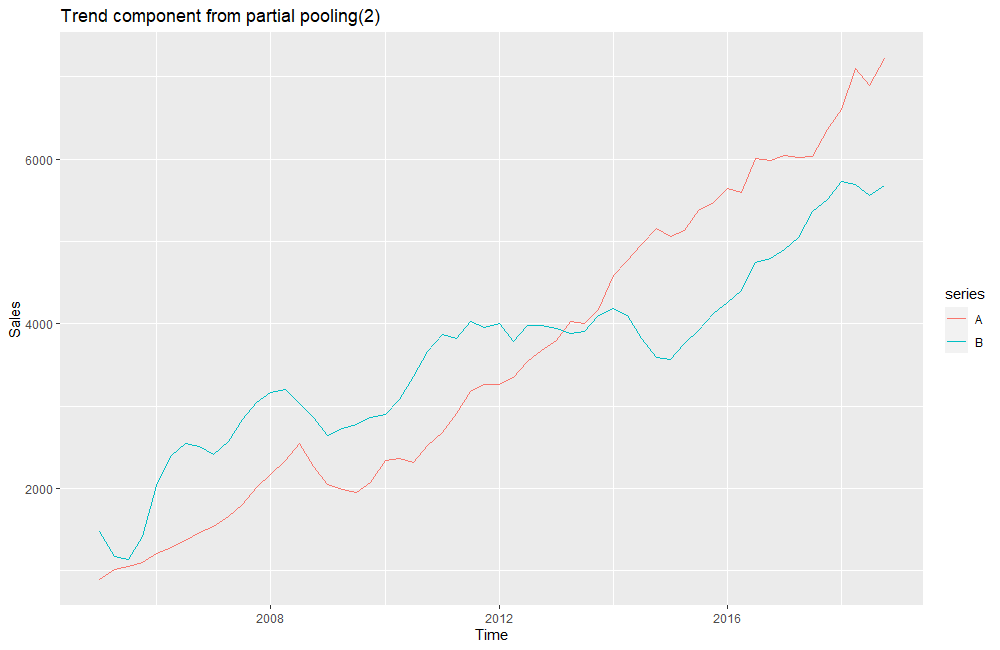 Trend component from partial pooling(2)
Sales
6000
4000
2000
2008
2012
2016
Time
series
A
B